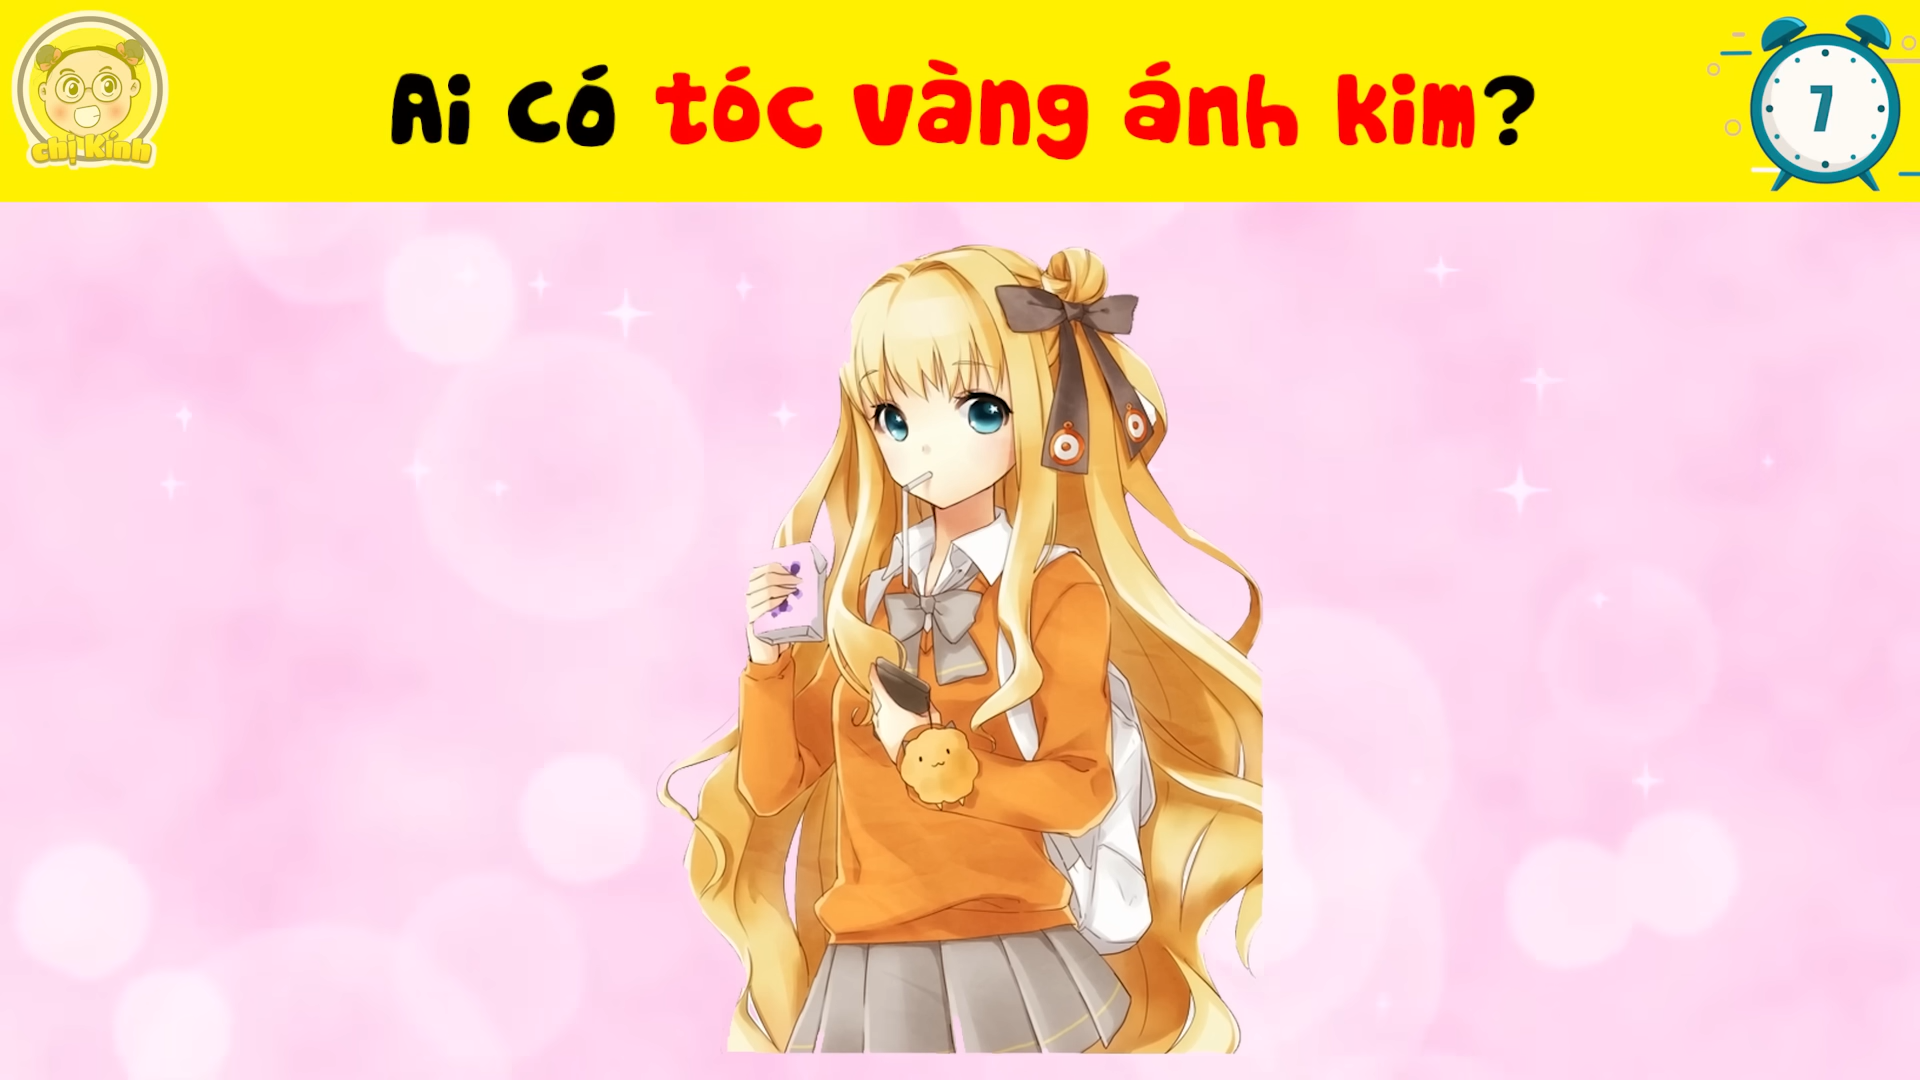 chị Kính
Ai có tóc vàng ánh kim?
7